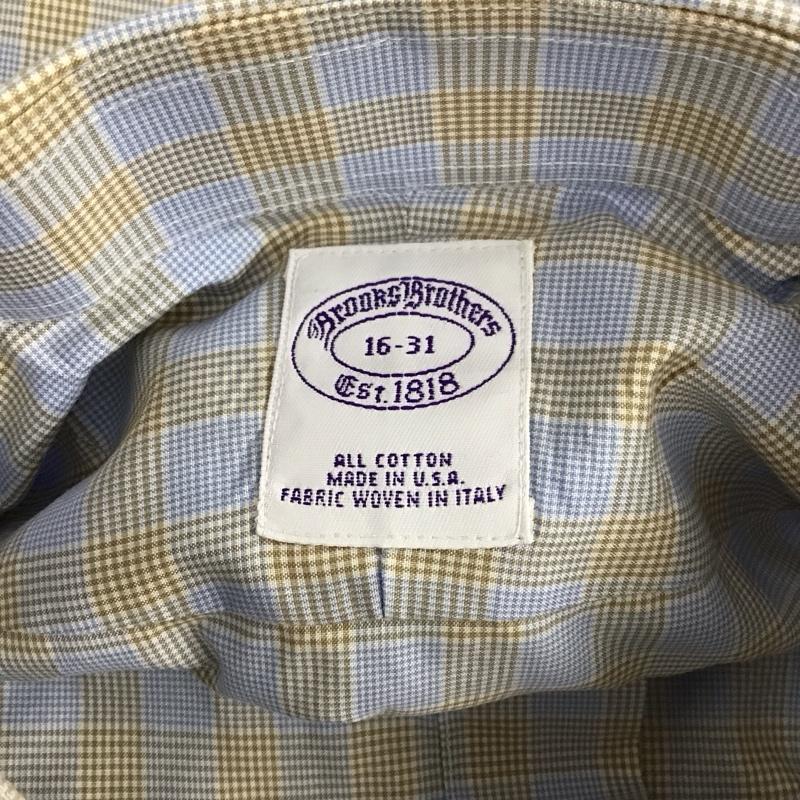 Brooks Brothers
16-31
Est. 1818
ALL COTTON
MADE IN U.S.A.
FABRIC WOVEN IN ITALY